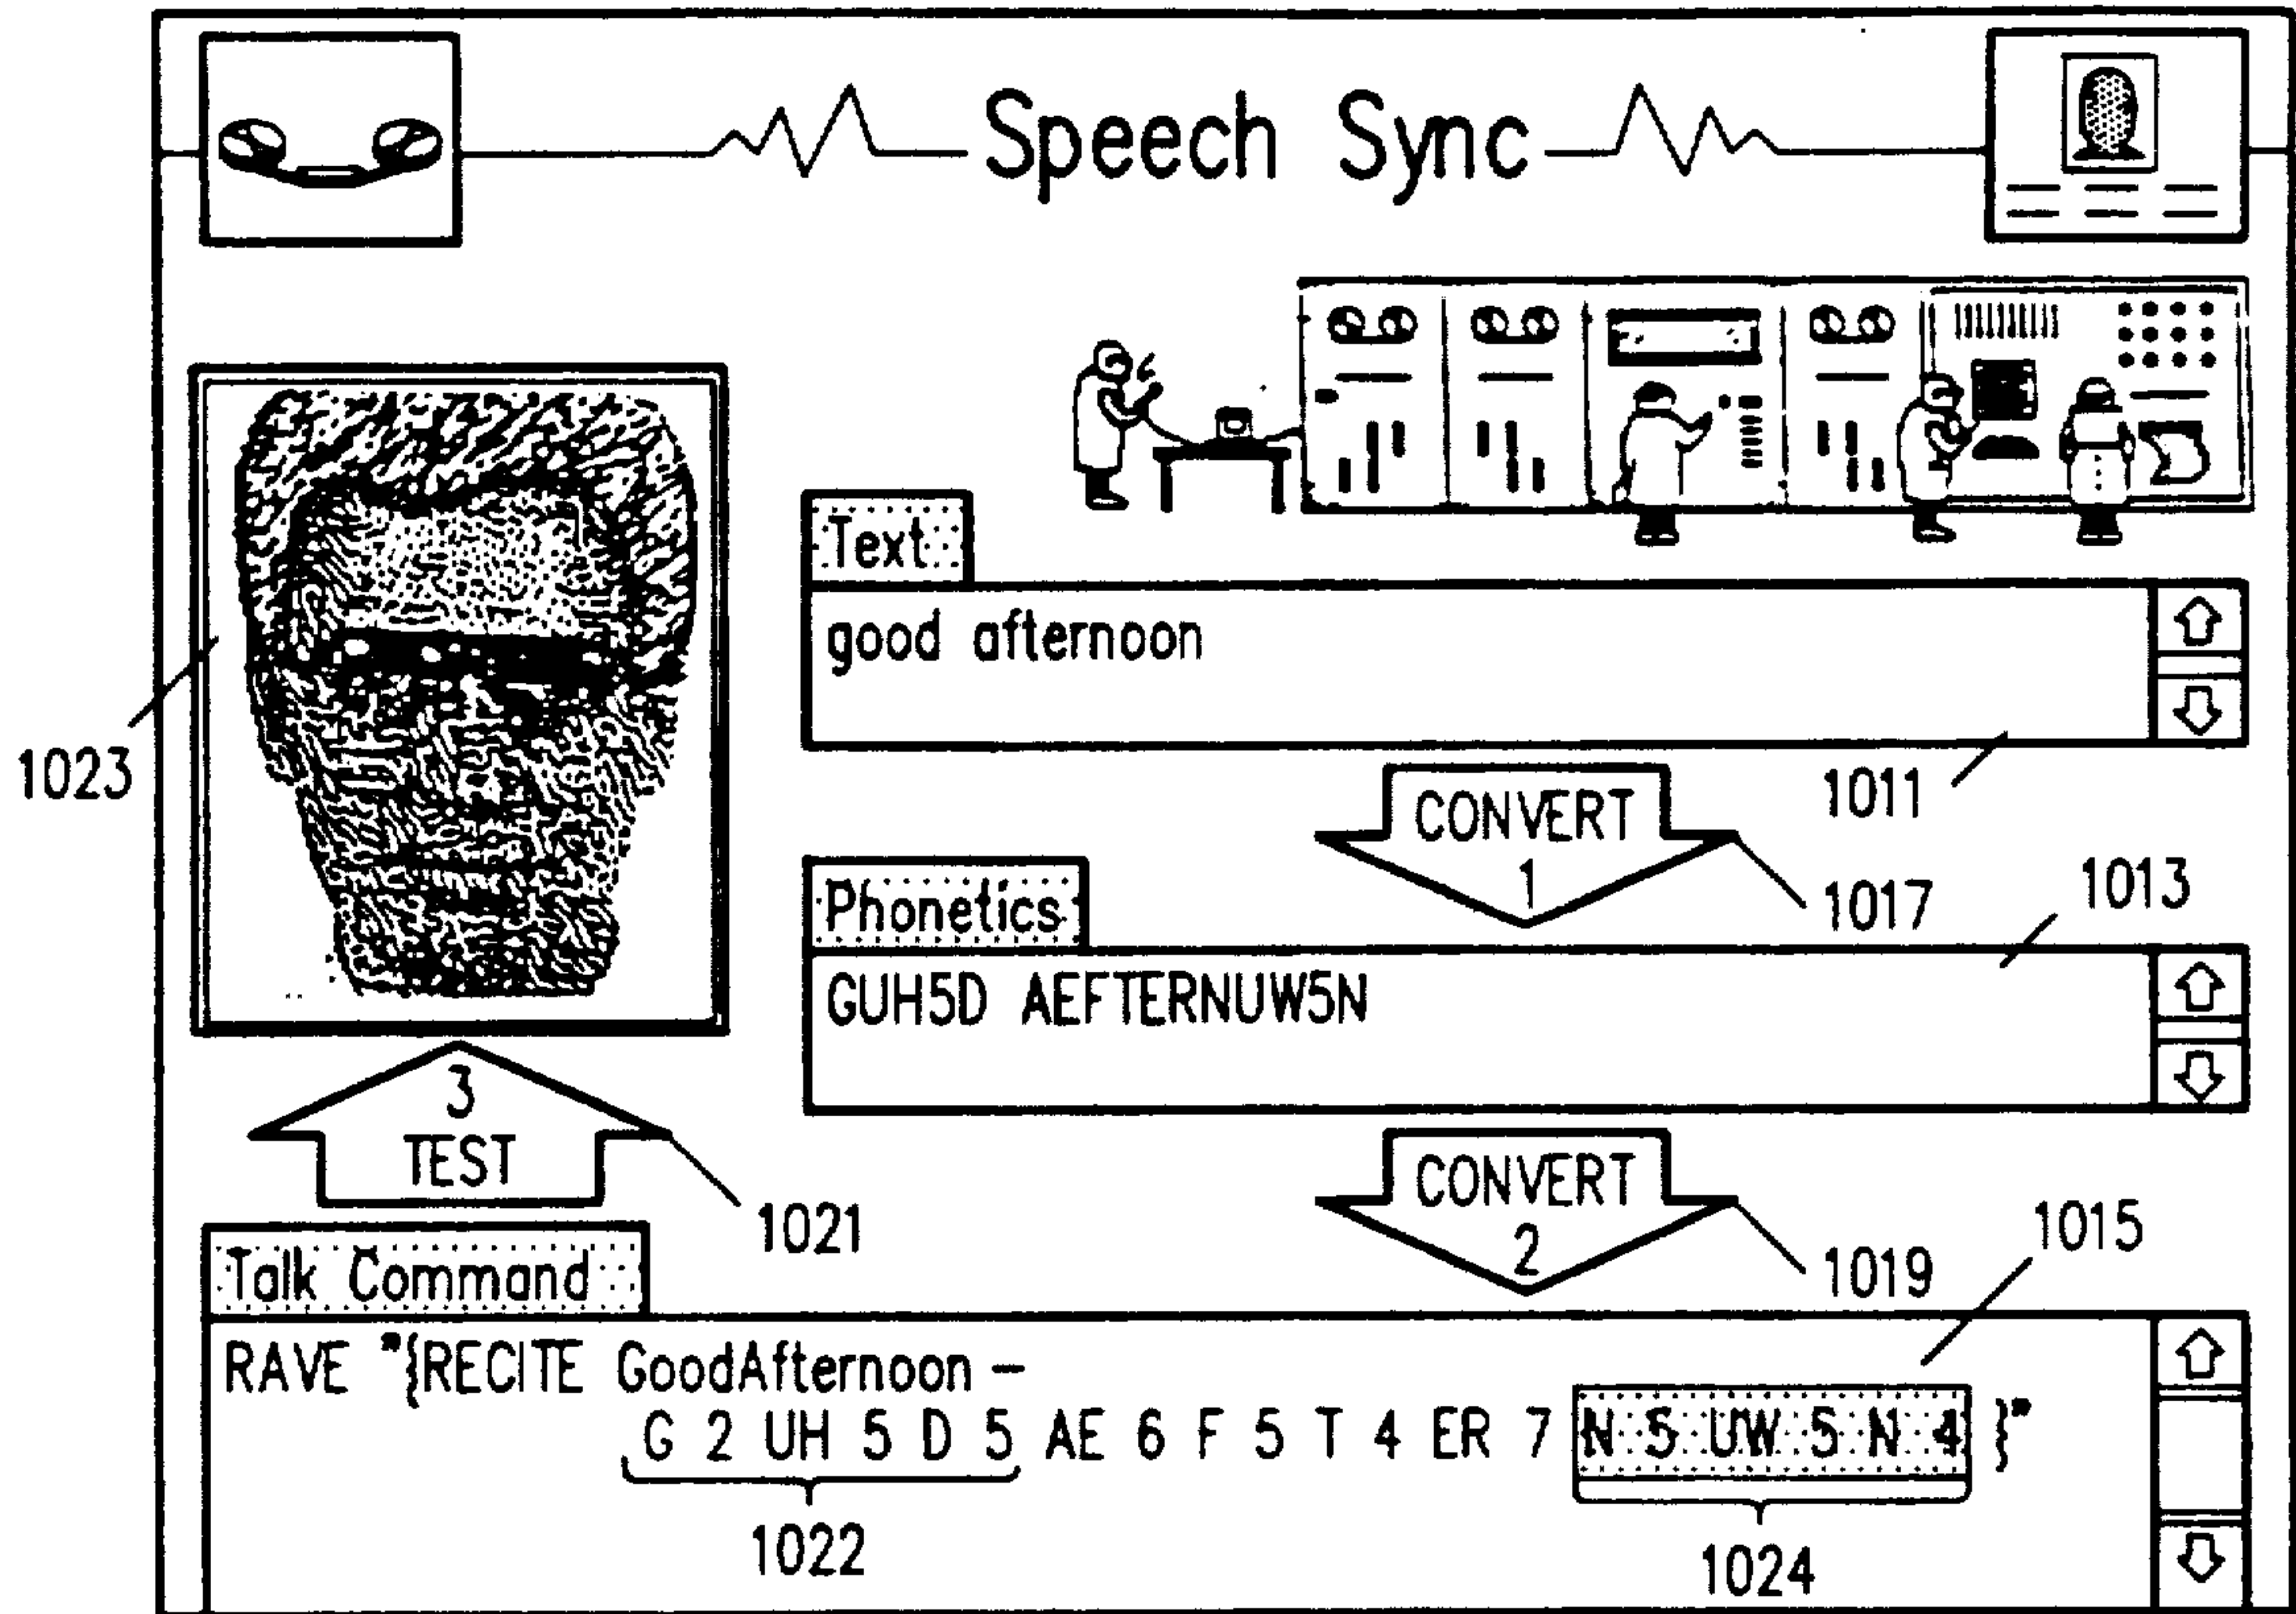 Speech Sync
Text
good afternoon
1023
1011
CONVERT
1
1017
1013
Phonetics
GUH5D AEFTERNUW5N
3
TEST
1021
CONVERT
2
1019
1015
Talk Command
RAVE "{RECITE GoodAfternoon –
G 2 UH 5 D 5 AE 6 F 5 T 4 ER 7 N 5 UW 5 N 4 }"
1022
1024